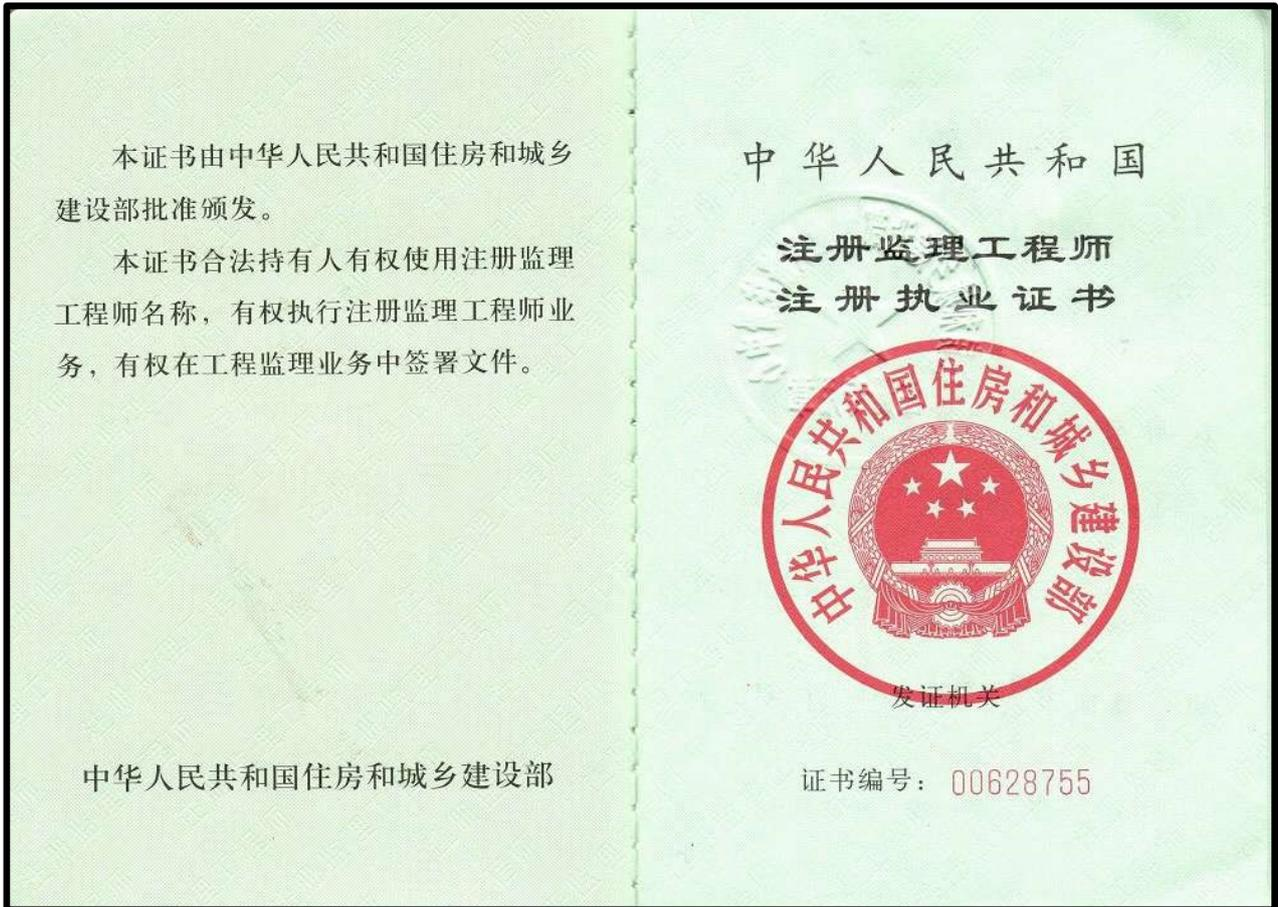 本证书由中华人民共和国住房和城乡
建设部批准颁发。
本证书合法持有人有权使用注册监理
工程师名称，有权执行注册监理工程师业
务，有权在工程监理业务中签署文件。
中华人民共和国住房和城乡建设部
中华人民共和国
注册监理工程师
注册执业证书
中华人民共和国住房和城乡建设部
发证机关
证书编号：00628755